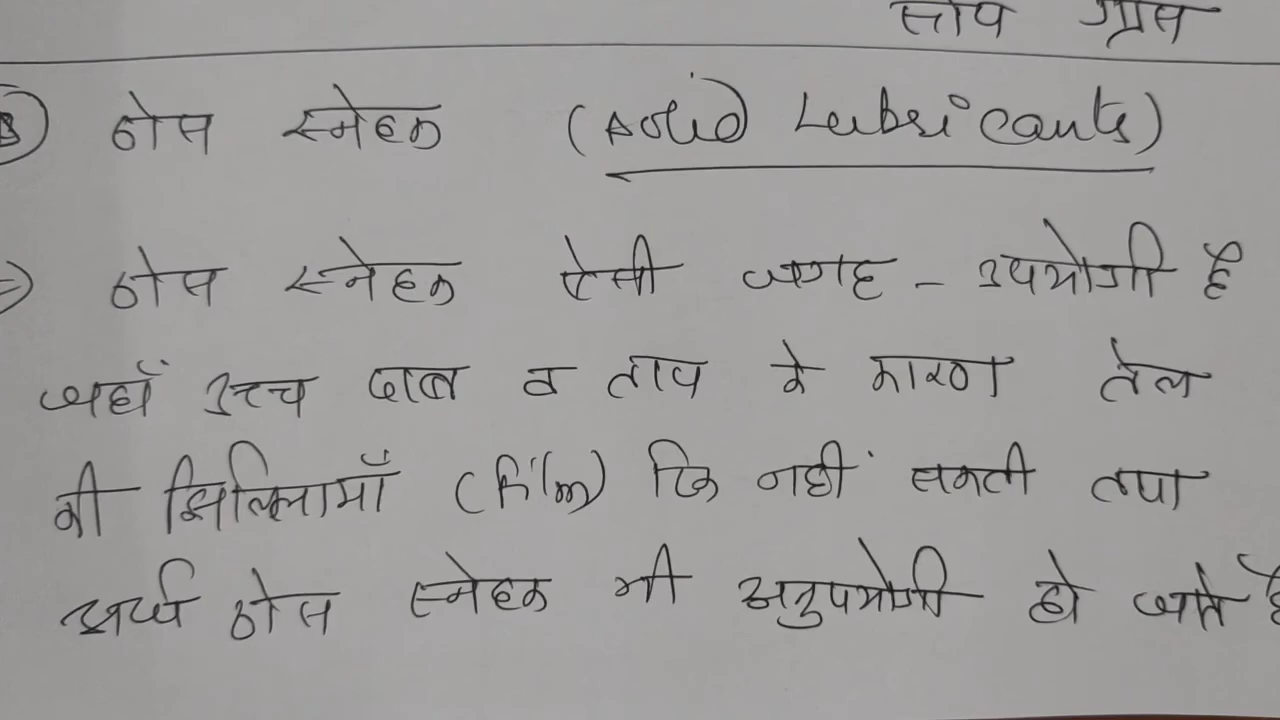 ग्रीस
③ ठोस स्नेहक (Solid Lubricants)
⇒ ठोस स्नेहक ऐसी जगह - उपयोगी है
जहाँ उच्च दाब व ताप के कारण तेल
की झिल्लियाँ (film) टिक नहीं सकती तथा
अर्ध ठोस स्नेहक भी अनुपयोगी हो जाते है